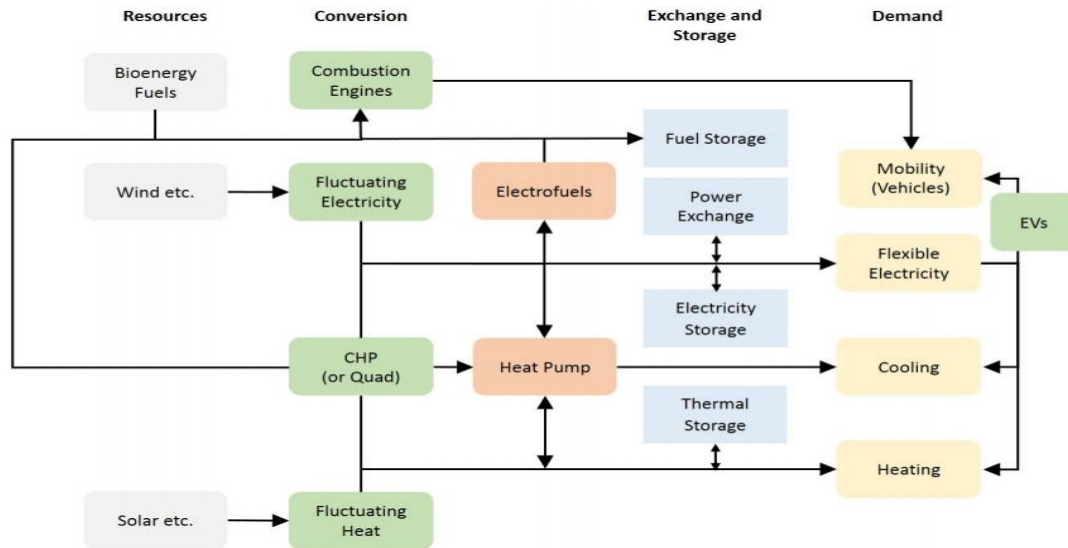 Resources
Conversion
Exchange and
Storage
Demand
Bioenergy
Fuels
Combustion
Engines
Fuel Storage
Mobility
(Vehicles)
Wind etc.
Fluctuating
Electricity
Electrofuels
Power
Exchange
EVs
Flexible
Electricity
Electricity
Storage
CHP
(or Quad)
Heat Pump
Cooling
Thermal
Storage
Heating
Solar etc.
Fluctuating
Heat